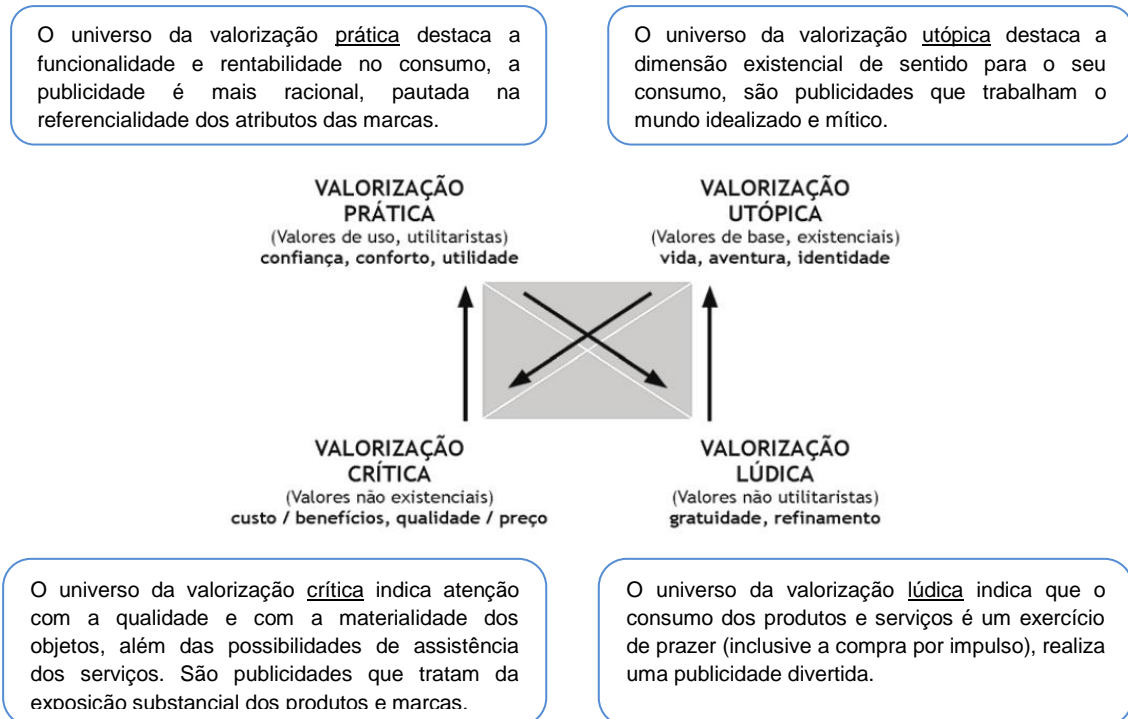 O universo da valorização prática destaca a
funcionalidade e rentabilidade no consumo, a
publicidade é mais racional, pautada na
referencialidade dos atributos das marcas.
O universo da valorização utópica destaca a
dimensão existencial de sentido para o seu
consumo, são publicidades que trabalham o
mundo idealizado e mítico.
VALORIZAÇÃO
PRÁTICA
(Valores de uso, utilitaristas)
confiança, conforto, utilidade
VALORIZAÇÃO
UTÓPICA
(Valores de base, existenciais)
vida, aventura, identidade
VALORIZAÇÃO
CRÍTICA
(Valores não existenciais)
custo / benefícios, qualidade / preço
VALORIZAÇÃO
LÚDICA
(Valores não utilitaristas)
gratuidade, refinamento
O universo da valorização crítica indica atenção
com a qualidade e com a materialidade dos
objetos, além das possibilidades de assistência
dos serviços. São publicidades que tratam da
exposição substancial dos produtos e marcas.
O universo da valorização lúdica indica que o
consumo dos produtos e serviços é um exercício
de prazer (inclusive a compra por impulso), realiza
uma publicidade divertida.